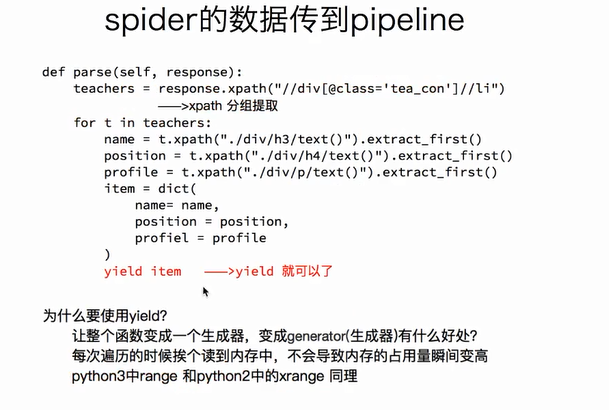 spider的数据传到pipeline
def parse(self, response):
teachers = response.xpath("//div[@class='tea_con']//li")
——>xpath 分组提取
for t in teachers:
name = t.xpath("./div/h3/text()").extract_first()
position = t.xpath("./div/h4/text()").extract_first()
profile = t.xpath("./div/p/text()").extract_first()
item = dict(
name= name,
position = position,
profiel = profile
)
yield item ——>yield 就可以了
为什么要使用yield?
让整个函数变成一个生成器，变成generator(生成器)有什么好处?
每次遍历的时候挨个读到内存中，不会导致内存的占用量瞬间变高
python3中range 和python2中的xrange 同理